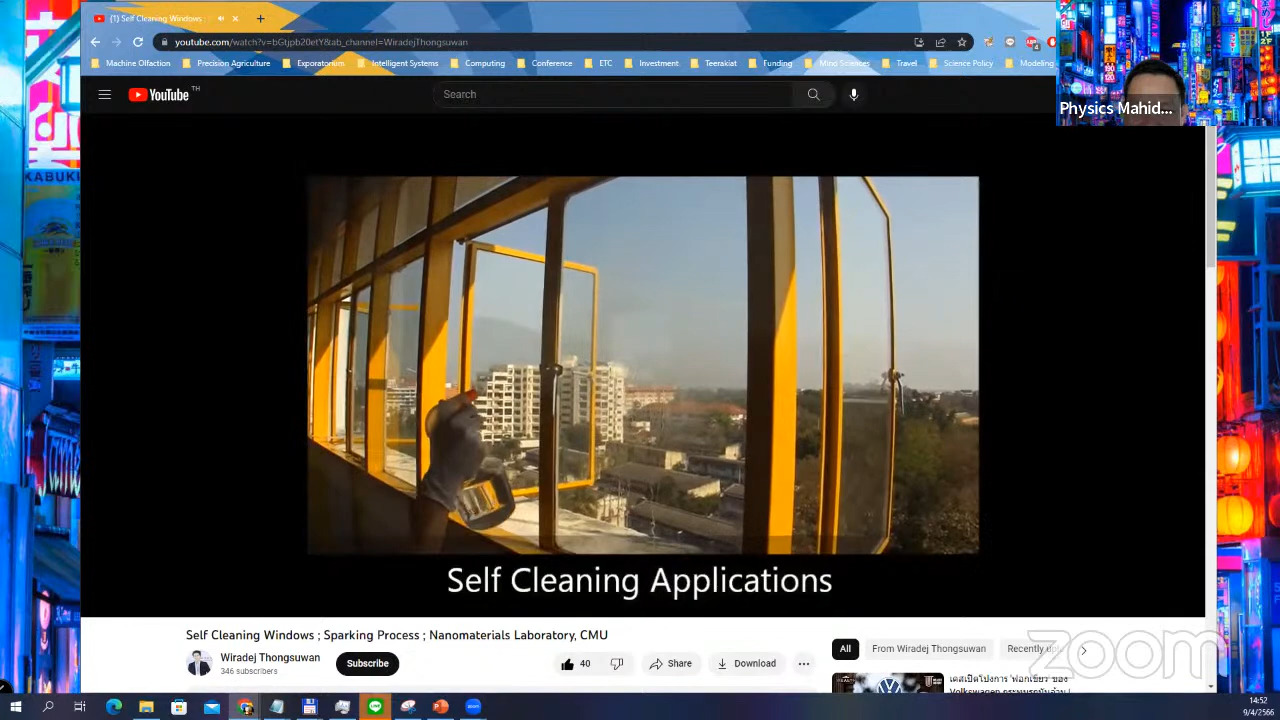 (1) Self Cleaning Windows ;
youtube.com/watch?v=bGtjpb20etY&ab_channel=WiradejThongsuwan
Machine Olfaction
Precision Agriculture
Exporatorium
Intelligent Systems
Computing
Conference
ETC
Investment
Teerakiat
Funding
Mind Sciences
Travel
Science Policy
Modeling
Physics Mahid...
YouTube TH
Search
KABUKI
Self Cleaning Applications
Self Cleaning Windows ; Sparking Process ; Nanomaterials Laboratory, CMU
Wiradej Thongsuwan
346 subscribers
Subscribe
40
Share
Download
All
From Wiradej Thongsuwan
Recently upl
zoom
14:52
9/4/2566